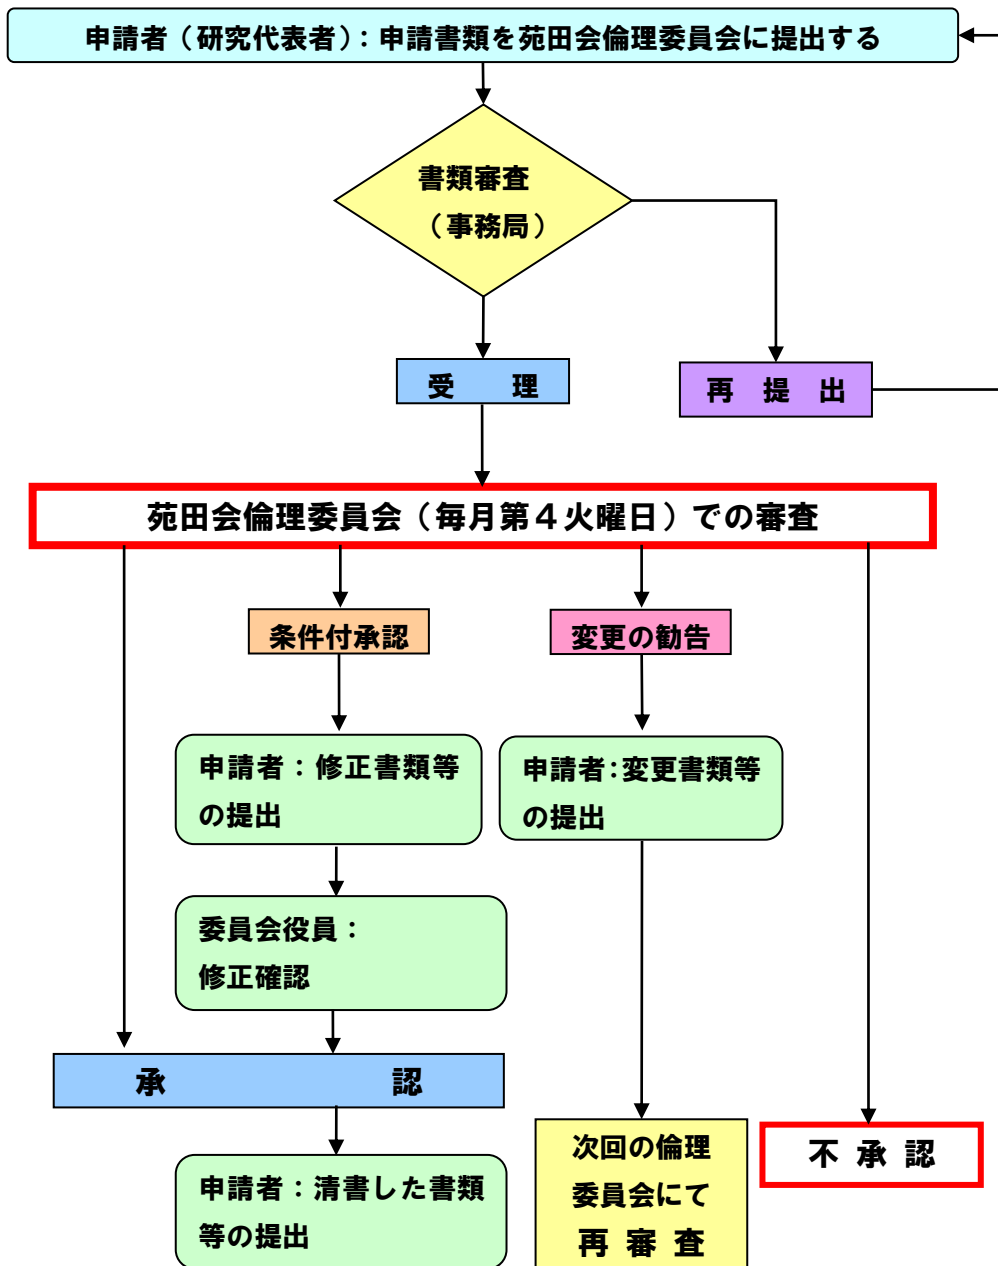 申請者（研究代表者）：申請書類を苑田会倫理委員会に提出する
書類審査
（事務局）
受　理
再　提　出
苑田会倫理委員会（毎月第４火曜日）での審査
条件付承認
変更の勧告
申請者：修正書類等
の提出
申請者：変更書類等
の提出
委員会役員：
修正確認
承　認
次回の倫理
委員会にて
再 審 査
不 承 認
申請者：清書した書類
等の提出